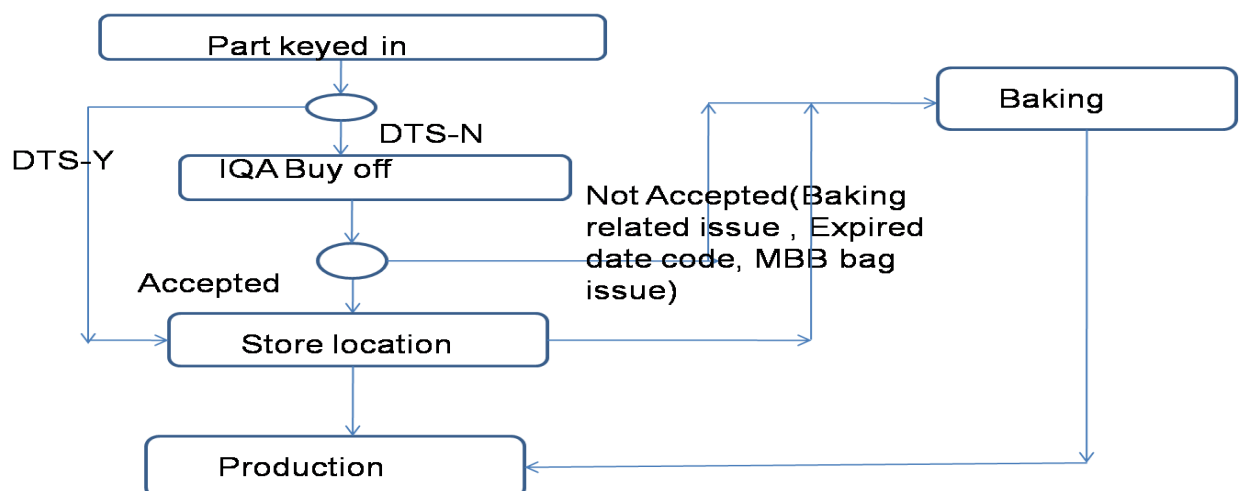 Part keyed in
Baking
DTS-N
DTS-Y
IQA Buy off
Not Accepted(Baking
related issue , Expired
date code, MBB bag
issue)
Accepted
Store location
Production